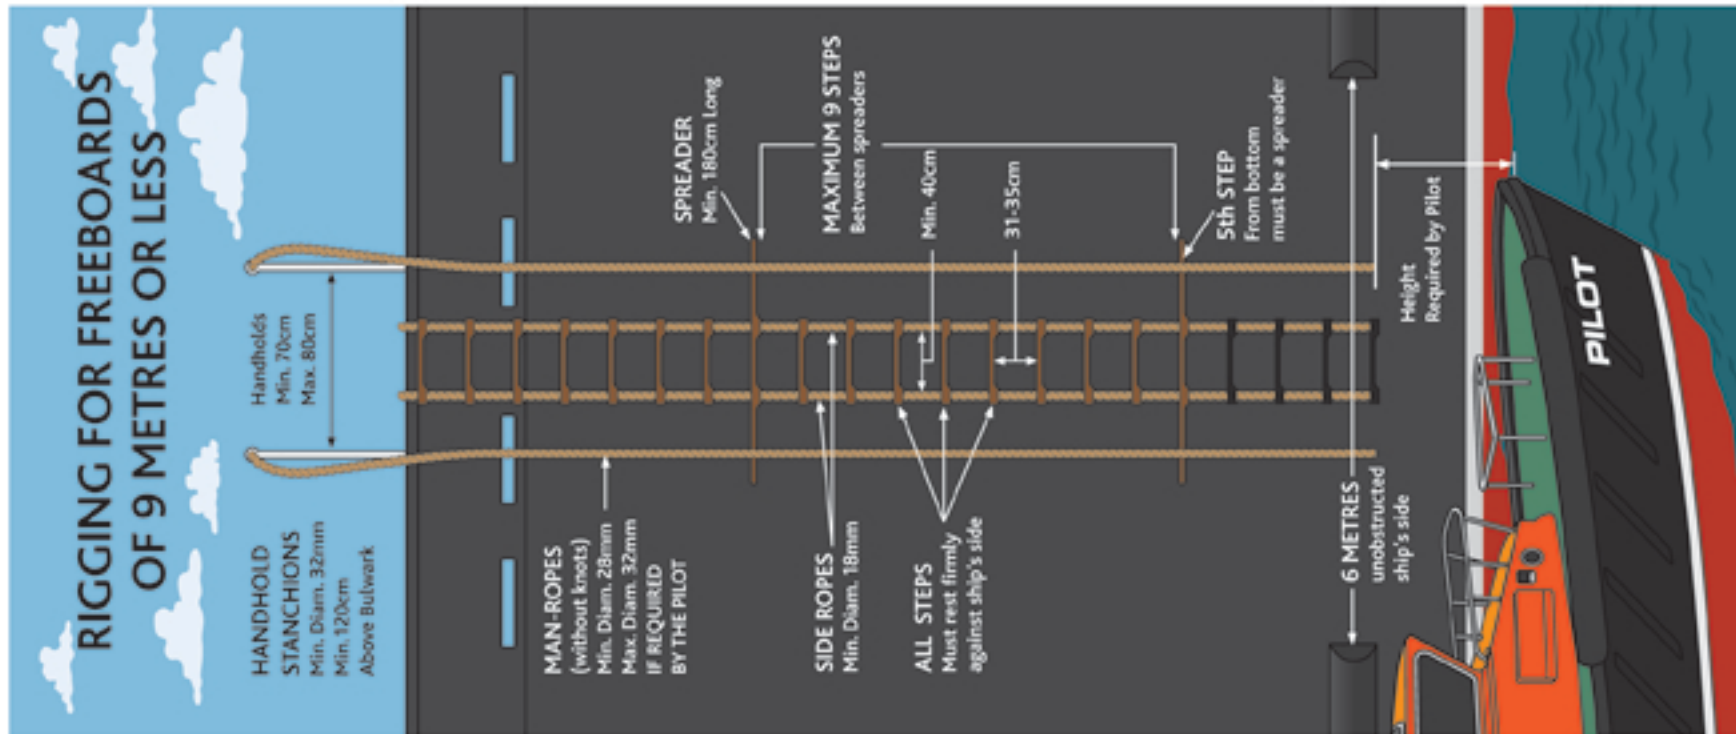 RIGGING FOR FREEBOARDS
OF 9 METRES OR LESS
HANDHOLD
STANCHIONS
Min. Diam. 32mm
Min. 120cm
Above Bulwark
Handholds
Min. 70cm
Max. 80cm
MAN-ROPES
(without knots)
Min. Diam. 28mm
Max. Diam. 32mm
IF REQUIRED
BY THE PILOT
SPREADER
Min. 180cm Long
SIDE ROPES
Min. Diam. 18mm
MAXIMUM 9 STEPS
Between spreaders
ALL STEPS
Must rest firmly
against ship's side
Min. 40cm
31-35cm
5th STEP
From bottom
must be a spreader
6 METRES
unobstructed
ship's side
Height
Required by Pilot
PILOT